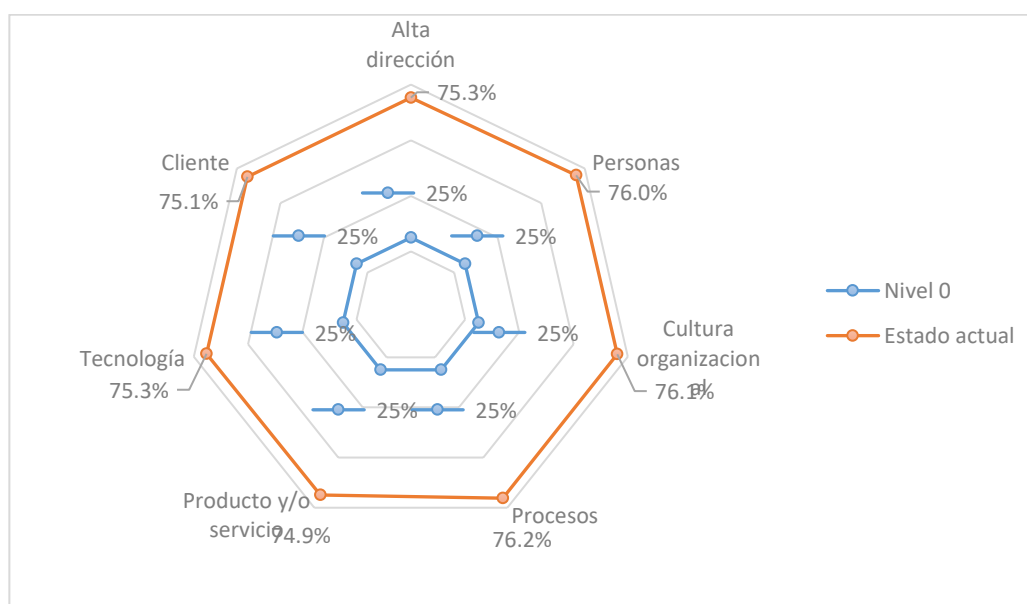 Alta
dirección
75.3%
Cliente
75.1%
Personas
76.0%
25%
25%
25%
Nivel 0
Estado actual
25%
25%
Cultura
organizacion
al
76.1%
Tecnología
75.3%
25%
25%
Producto y/o
servicio
74.9%
Procesos
76.2%